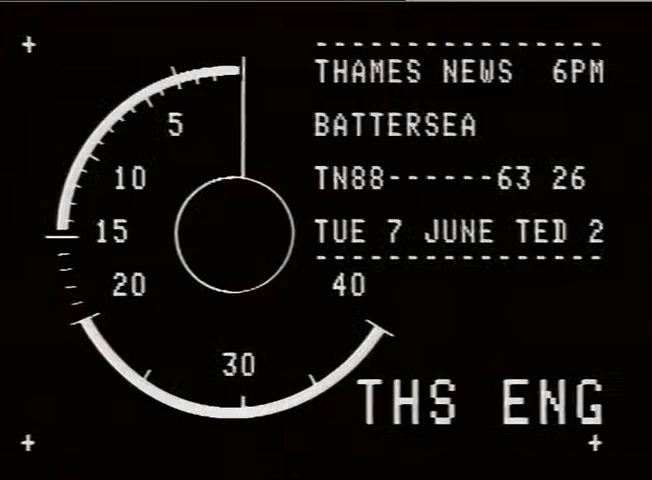 THAMES NEWS 6PM
BATTERSEA
TN88------63 26
TUE 7 JUNE TED 2
5
10
15
20
30
40
THS ENG